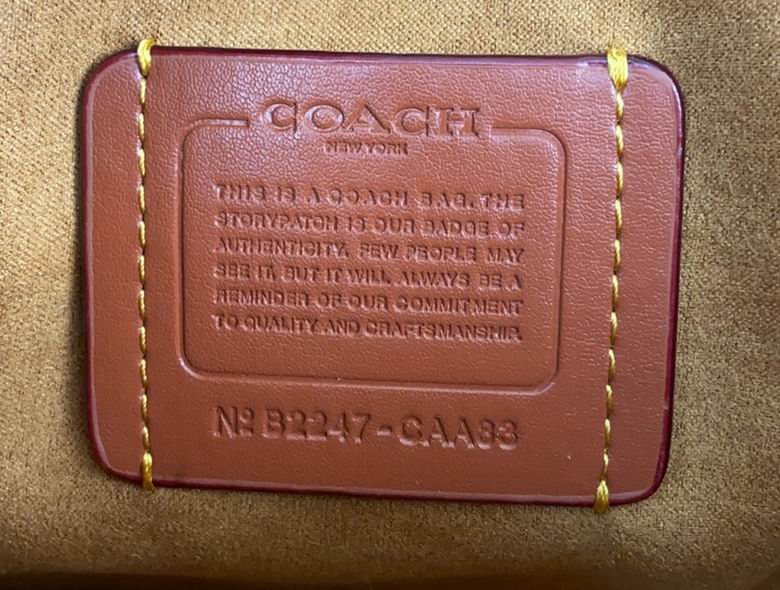 COACH
NEW YORK
THIS IS A COACH BAG. THE
STORYPATCH IS OUR BADGE OF
AUTHENTICITY. FEW PEOPLE MAY
SEE IT, BUT IT WILL ALWAYS BE A
REMINDER OF OUR COMMITMENT
TO QUALITY AND CRAFTSMANSHIP.
Nº B2247-CAA33